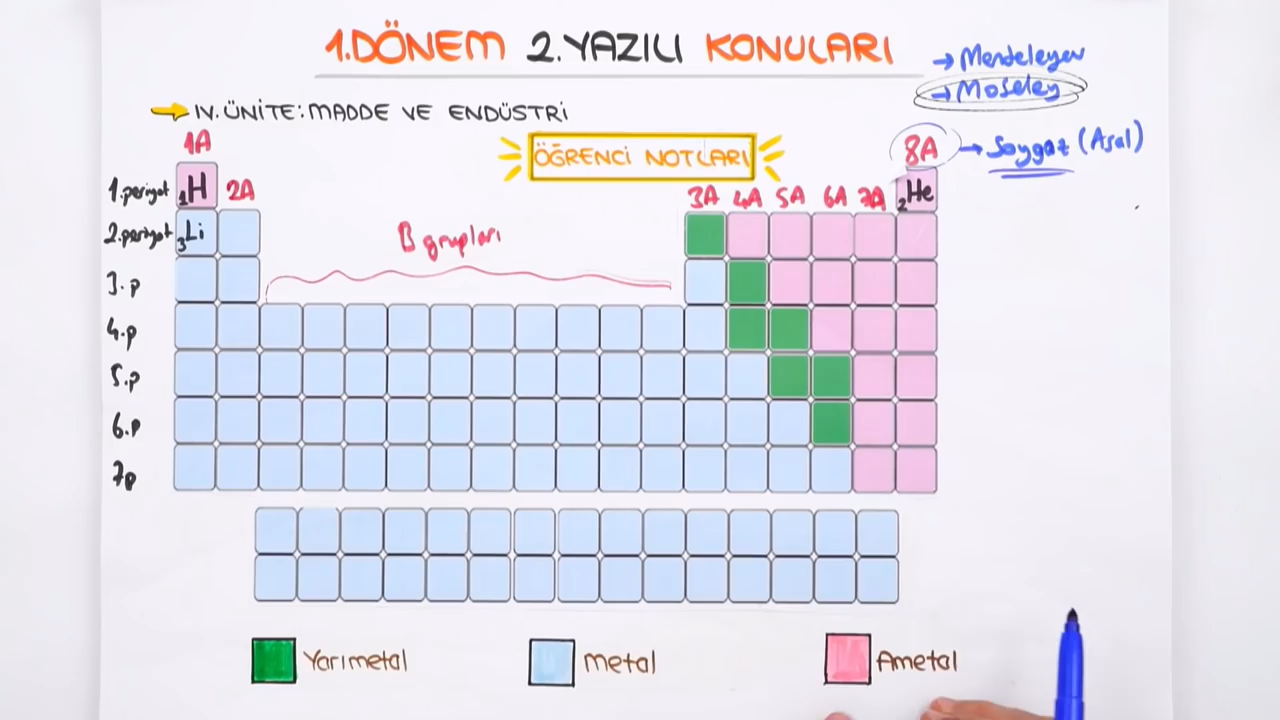 1.DÖNEM 2.YAZILI KONULARI
→ Mendeleyev
→ Moseley
→ IV.ÜNİTE:MADDE VE ENDÜSTRİ
ÖĞRENCİ NOTLARI
1A
8A → Soygaz (Asal)
1.periyot 1H 2A 3A 4A 5A 6A 7A 2He
2.periyot 3Li
B grupları
3.p
4.p
5.p
6.p
7p
Yarımetal
metal
Ametal